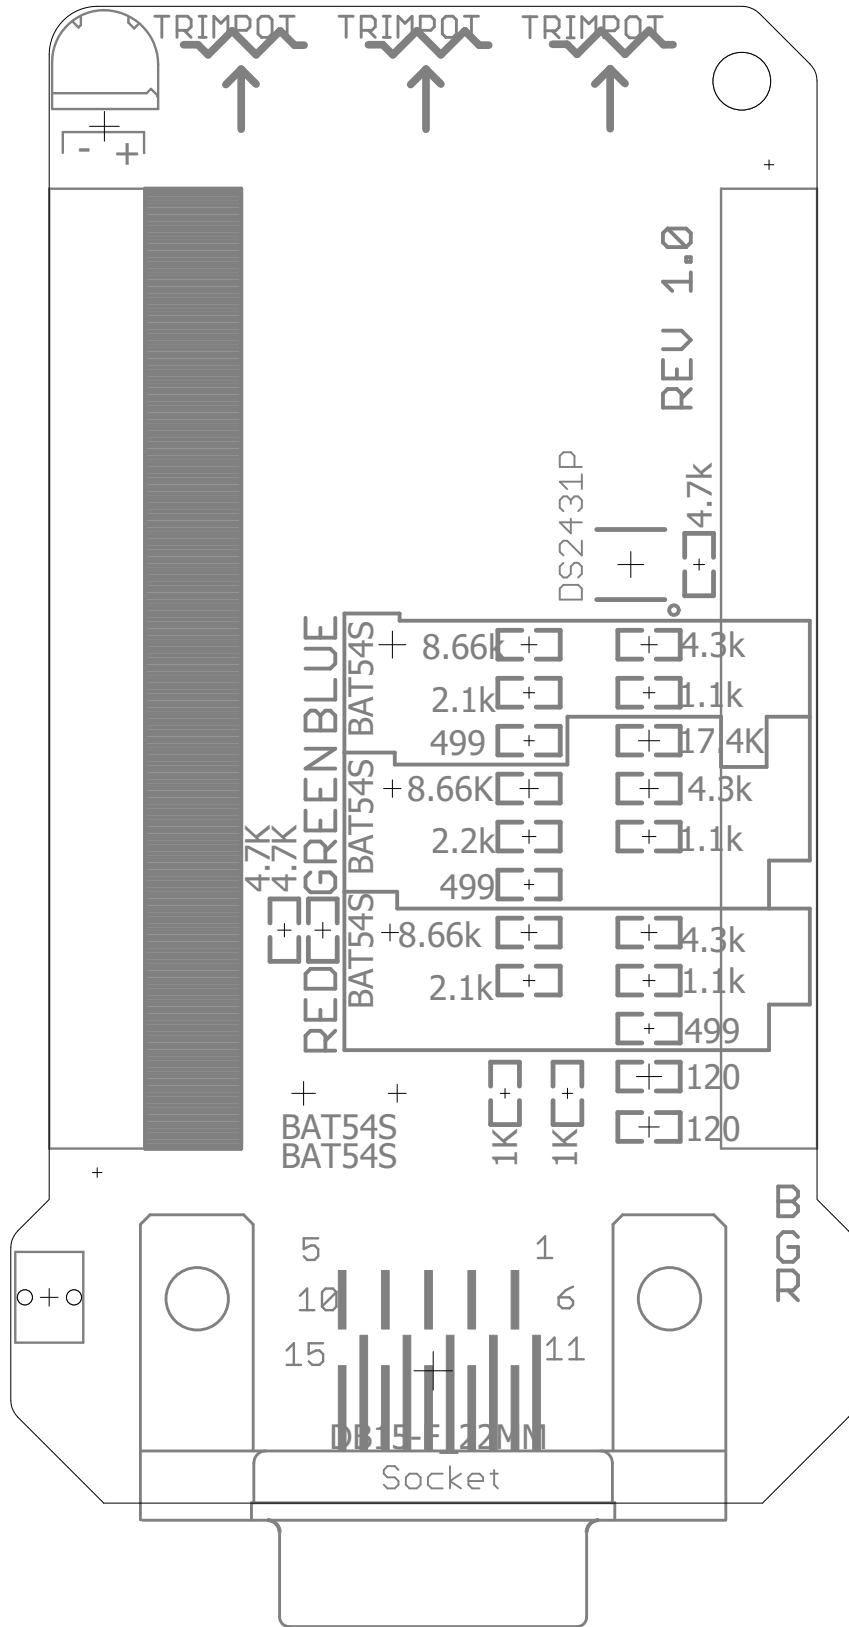 TRIMPOT TRIMPOT TRIMPOT
- +
REV 1.0
4.7k
DS2431P
BLUE
BAT54S
8.66k 4.3k
2.1k 1.1k
499 17.4K
GREEN
BAT54S
8.66K 4.3k
2.2k 1.1k
499
4.7K
4.7K
RED
BAT54S
8.66k 4.3k
2.1k 1.1k
499
120
BAT54S
BAT54S
1K 1K
120
B
G
R
5 1
10 6
15 11
DB15-F_22MM
Socket